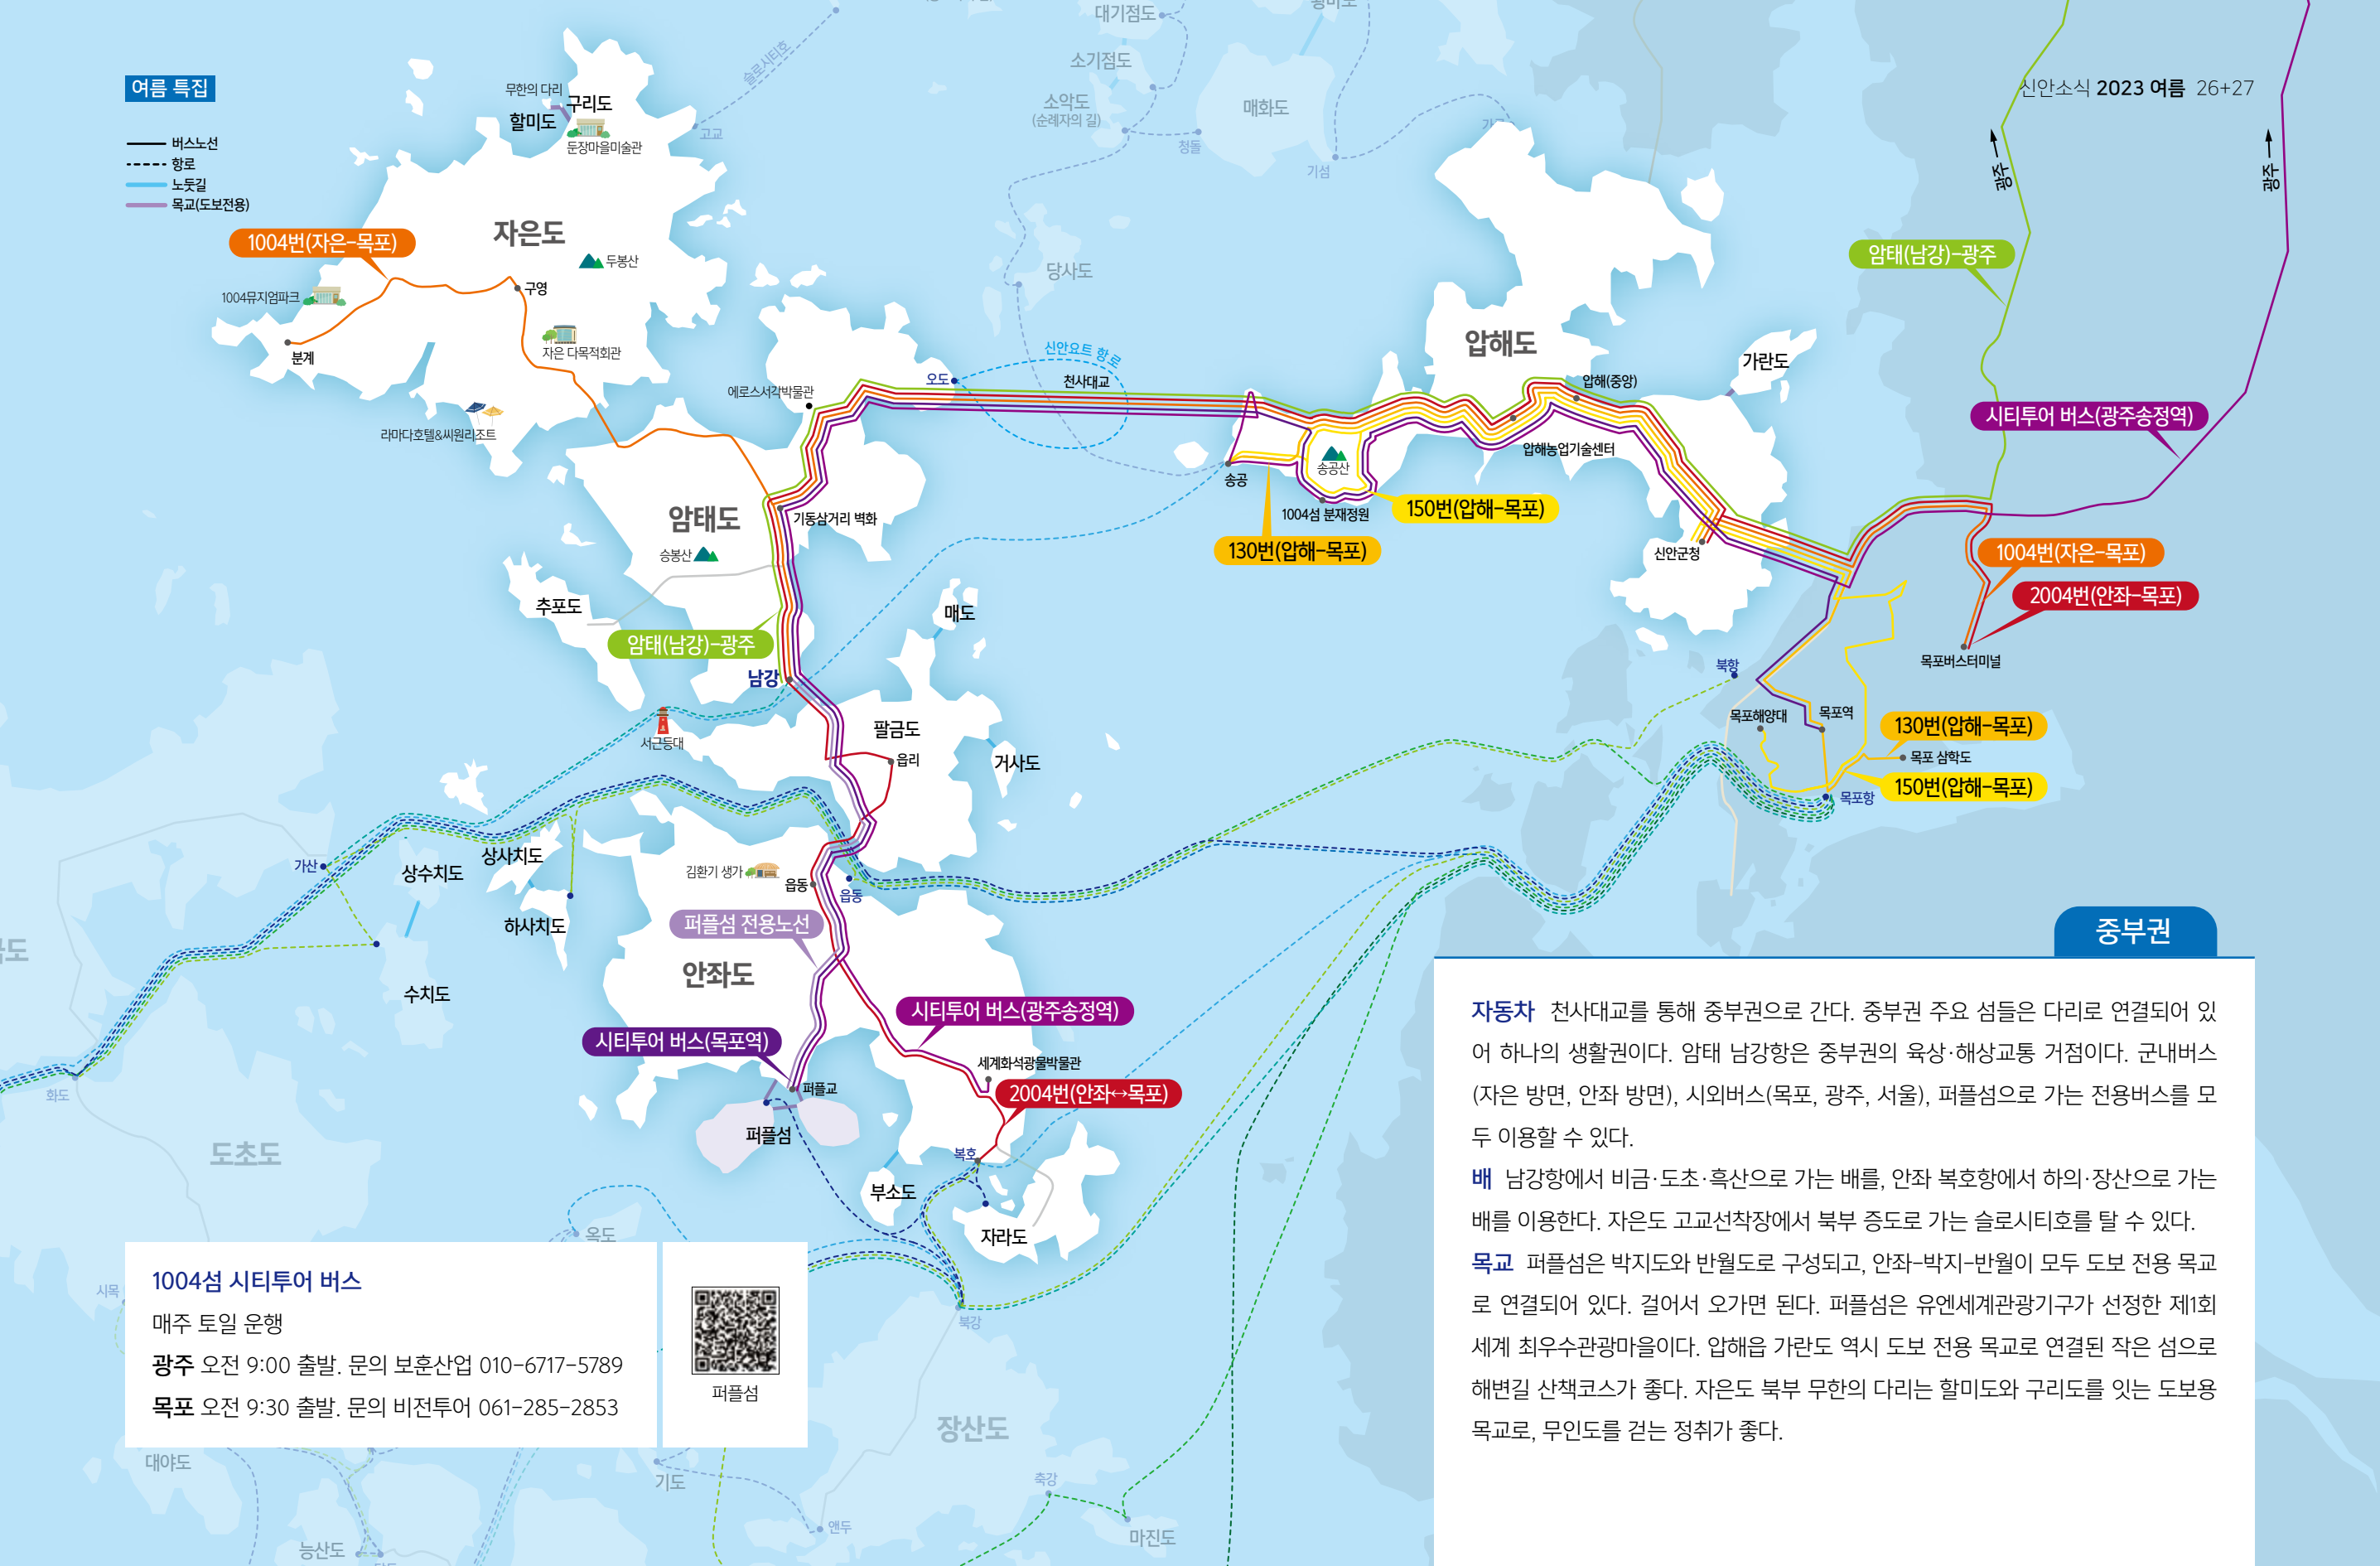 여름 특집
신안소식 2023 여름 26+27
버스노선
항로
노둣길
목교(도보전용)
대기점도
소기점도
소악도
(순례자의 길)
매화도
청돌
기섬
슬로시티호
고교
당사도
무한의 다리
구리도
할미도
둔장마을미술관
자은도
두봉산
1004번(자은-목포)
1004뮤지엄파크
구영
분계
자은 다목적회관
라마다호텔&씨원리조트
에로스서각박물관
오도
신안요트 항로
천사대교
압해도
압해(중앙)
가란도
압해농업기술센터
송공산
송공
1004섬 분재정원
150번(압해-목포)
130번(압해-목포)
신안군청
광주
광주
암태(남강)-광주
시티투어 버스(광주송정역)
1004번(자은-목포)
2004번(안좌-목포)
목포버스터미널
북항
목포해양대
목포역
130번(압해-목포)
목포 삼학도
150번(압해-목포)
목포항
암태도
기동삼거리 벽화
승봉산
추포도
암태(남강)-광주
남강
매도
서근등대
팔금도
읍리
거사도
가산
상수치도
상사치도
하사치도
수치도
김환기 생가
읍동
읍동
퍼플섬 전용노선
안좌도
시티투어 버스(광주송정역)
시티투어 버스(목포역)
세계화석광물박물관
2004번(안좌↔목포)
퍼플교
퍼플섬
복호
부소도
자라도
화도
도초도
옥도
시목
북강
장산도
대야도
기도
축강
앤두
마진도
능산도
1004섬 시티투어 버스
매주 토일 운행
광주 오전 9:00 출발. 문의 보훈산업 010-6717-5789
목포 오전 9:30 출발. 문의 비전투어 061-285-2853
퍼플섬
중부권
자동차 천사대교를 통해 중부권으로 간다. 중부권 주요 섬들은 다리로 연결되어 있
어 하나의 생활권이다. 암태 남강항은 중부권의 육상·해상교통 거점이다. 군내버스
(자은 방면, 안좌 방면), 시외버스(목포, 광주, 서울), 퍼플섬으로 가는 전용버스를 모
두 이용할 수 있다.
배 남강항에서 비금·도초·흑산으로 가는 배를, 안좌 복호항에서 하의·장산으로 가는
배를 이용한다. 자은도 고교선착장에서 북부 증도로 가는 슬로시티호를 탈 수 있다.
목교 퍼플섬은 박지도와 반월도로 구성되고, 안좌-박지-반월이 모두 도보 전용 목교
로 연결되어 있다. 걸어서 오가면 된다. 퍼플섬은 유엔세계관광기구가 선정한 제1회
세계 최우수관광마을이다. 압해읍 가란도 역시 도보 전용 목교로 연결된 작은 섬으로
해변길 산책코스가 좋다. 자은도 북부 무한의 다리는 할미도와 구리도를 잇는 도보용
목교로, 무인도를 걷는 정취가 좋다.